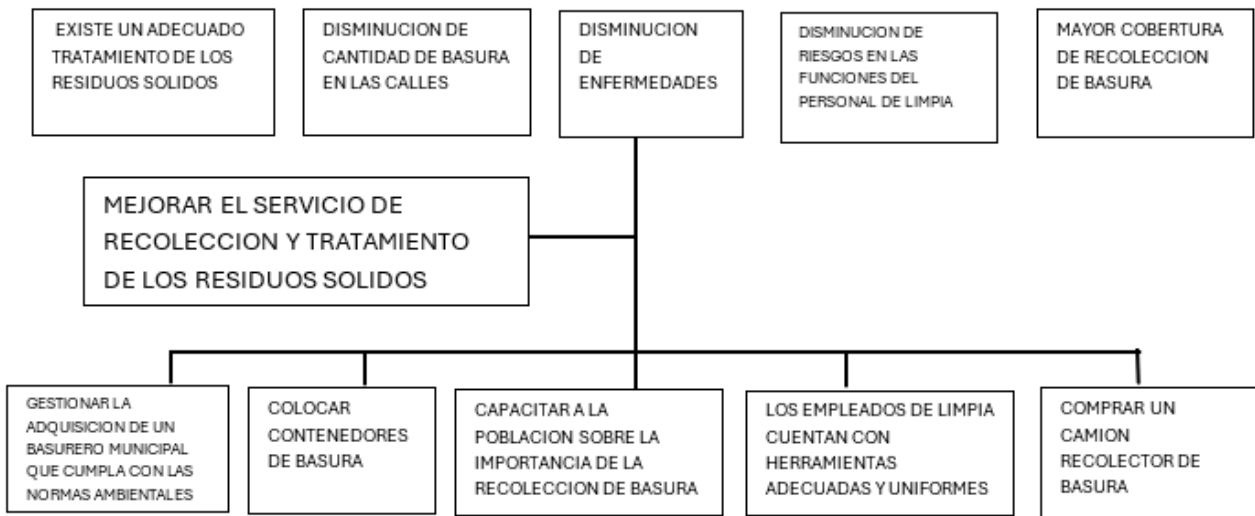 EXISTE UN ADECUADO
TRATAMIENTO DE LOS
RESIDUOS SOLIDOS
DISMINUCION DE
CANTIDAD DE BASURA
EN LAS CALLES
DISMINUCION
DE
ENFERMEDADES
DISMINUCION DE
RIESGOS EN LAS
FUNCIONES DEL
PERSONAL DE LIMPIA
MAYOR COBERTURA
DE RECOLECCION
DE BASURA
MEJORAR EL SERVICIO DE
RECOLECCION Y TRATAMIENTO
DE LOS RESIDUOS SOLIDOS
GESTIONAR LA
ADQUISICION DE UN
BASURERO MUNICIPAL
QUE CUMPLA CON LAS
NORMAS AMBIENTALES
COLOCAR
CONTENEDORES
DE BASURA
CAPACITAR A LA
POBLACION SOBRE LA
IMPORTANCIA DE LA
RECOLECCION DE BASURA
LOS EMPLEADOS DE LIMPIA
CUENTAN CON
HERRAMIENTAS
ADECUADAS Y UNIFORMES
COMPRAR UN
CAMION
RECOLECTOR DE
BASURA